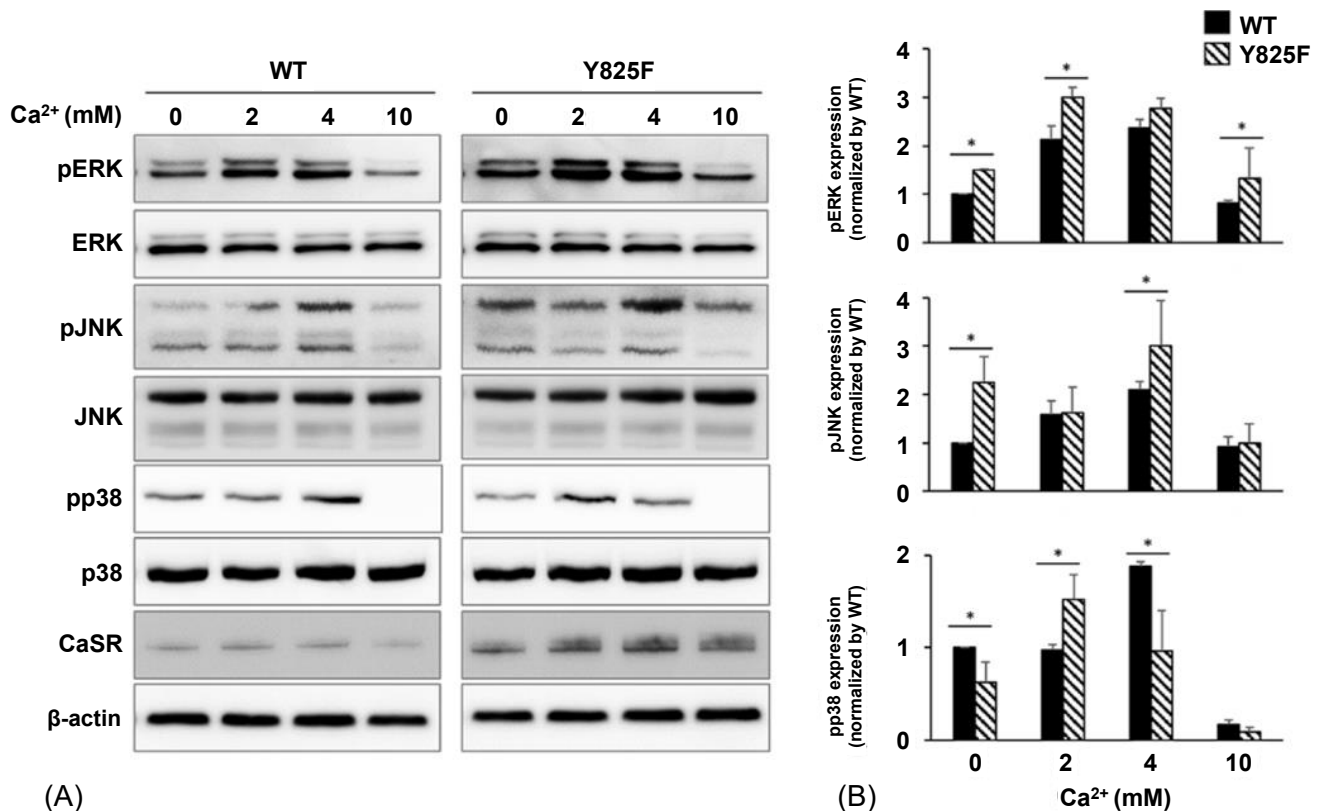 WT Y825F
Ca²⁺ (mM) 0 2 4 10 0 2 4 10
pERK
ERK
pJNK
JNK
pp38
p38
CaSR
β-actin
(A)
WT
Y825F
pERK expression
(normalized by WT)
4
3
2
1
0
*
*
*
pJNK expression
(normalized by WT)
4
3
2
1
0
*
*
pp38 expression
(normalized by WT)
2
1
0
*
*
*
0 2 4 10
Ca²⁺ (mM)
(B)